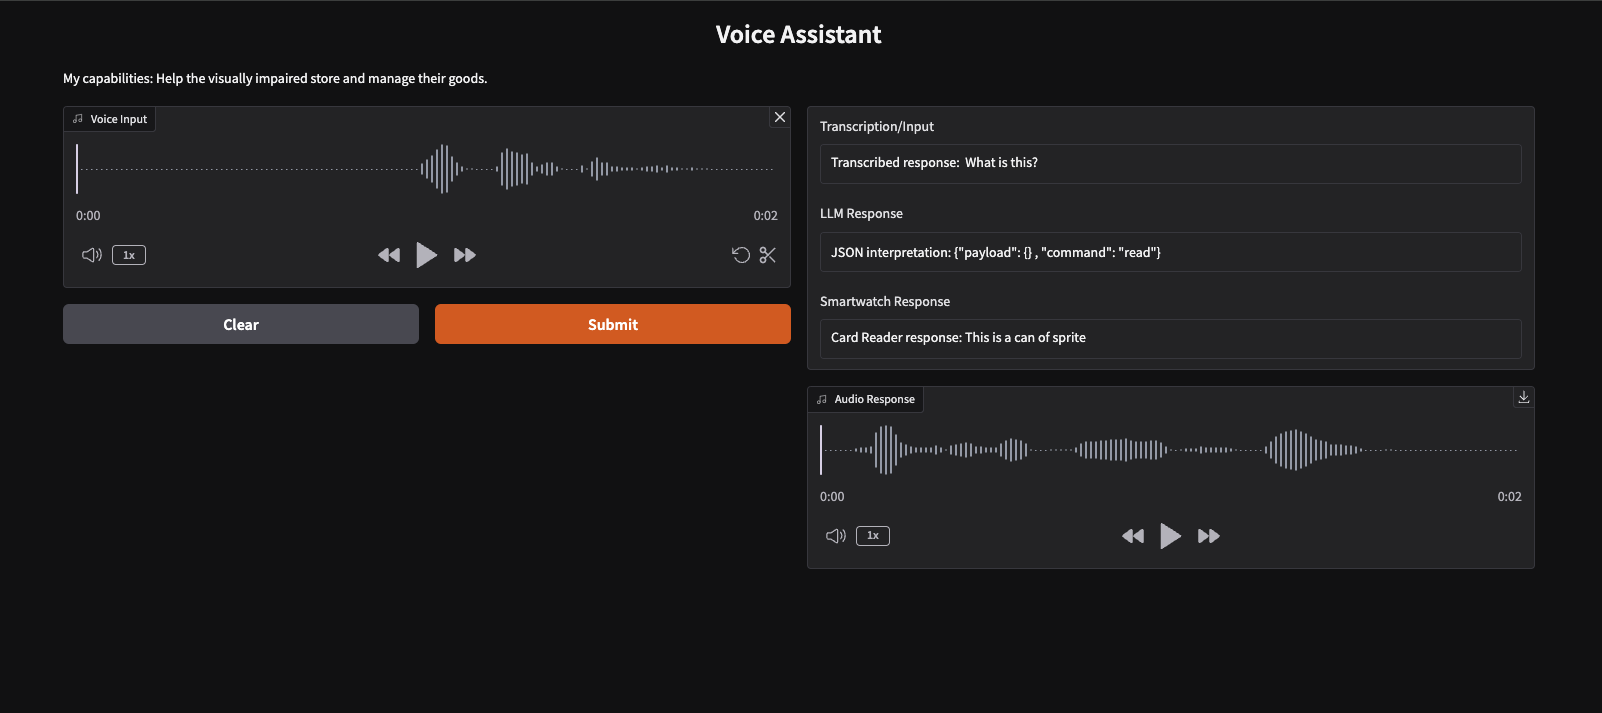 Voice Assistant
My capabilities: Help the visually impaired store and manage their goods.
Voice Input
0:00
0:02
1x
Clear
Submit
Transcription/Input
Transcribed response:  What is this?
LLM Response
JSON interpretation: {"payload": {} , "command": "read"}
Smartwatch Response
Card Reader response: This is a can of sprite
Audio Response
0:00
0:02
1x